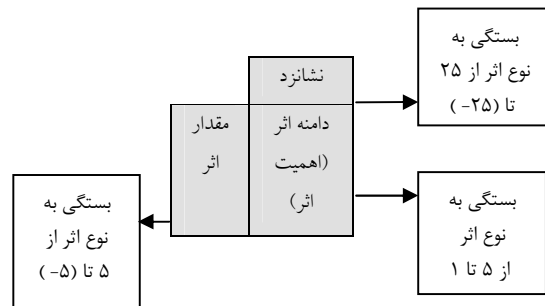 بستگی به
نوع اثر از ۲۵
تا (۲۵-)
نشانزد
دامنه اثر
(اهمیت
اثر)
مقدار
اثر
بستگی به
نوع اثر
از ۵ تا ۱
بستگی به
نوع اثر از
۵ تا (۵-)